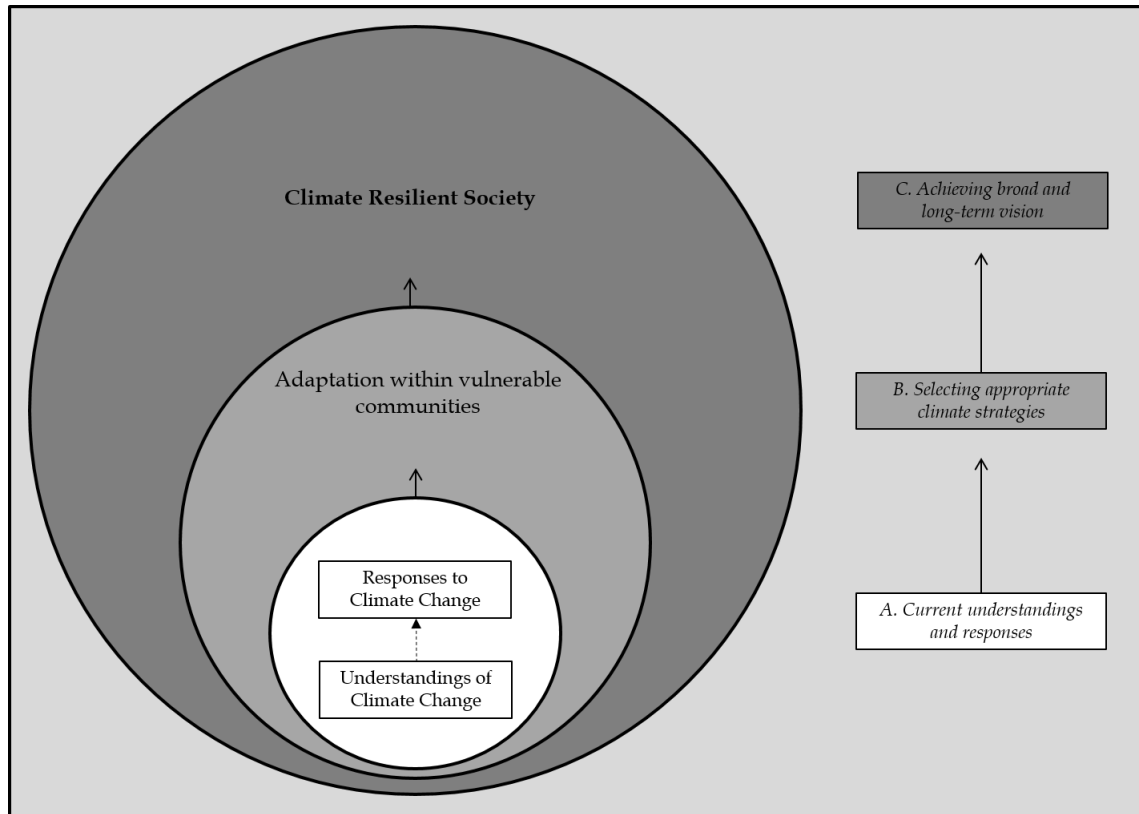 Climate Resilient Society
Adaptation within vulnerable
communities
Responses to
Climate Change
Understandings of
Climate Change
C. Achieving broad and
long-term vision
B. Selecting appropriate
climate strategies
A. Current understandings
and responses